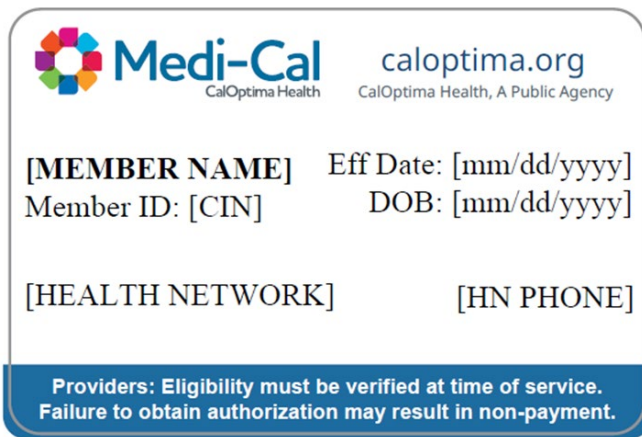 Medi-Cal
CalOptima Health
caloptima.org
CalOptima Health, A Public Agency
[MEMBER NAME]
Eff Date: [mm/dd/yyyy]
Member ID: [CIN]
DOB: [mm/dd/yyyy]
[HEALTH NETWORK]
[HN PHONE]
Providers: Eligibility must be verified at time of service.
Failure to obtain authorization may result in non-payment.